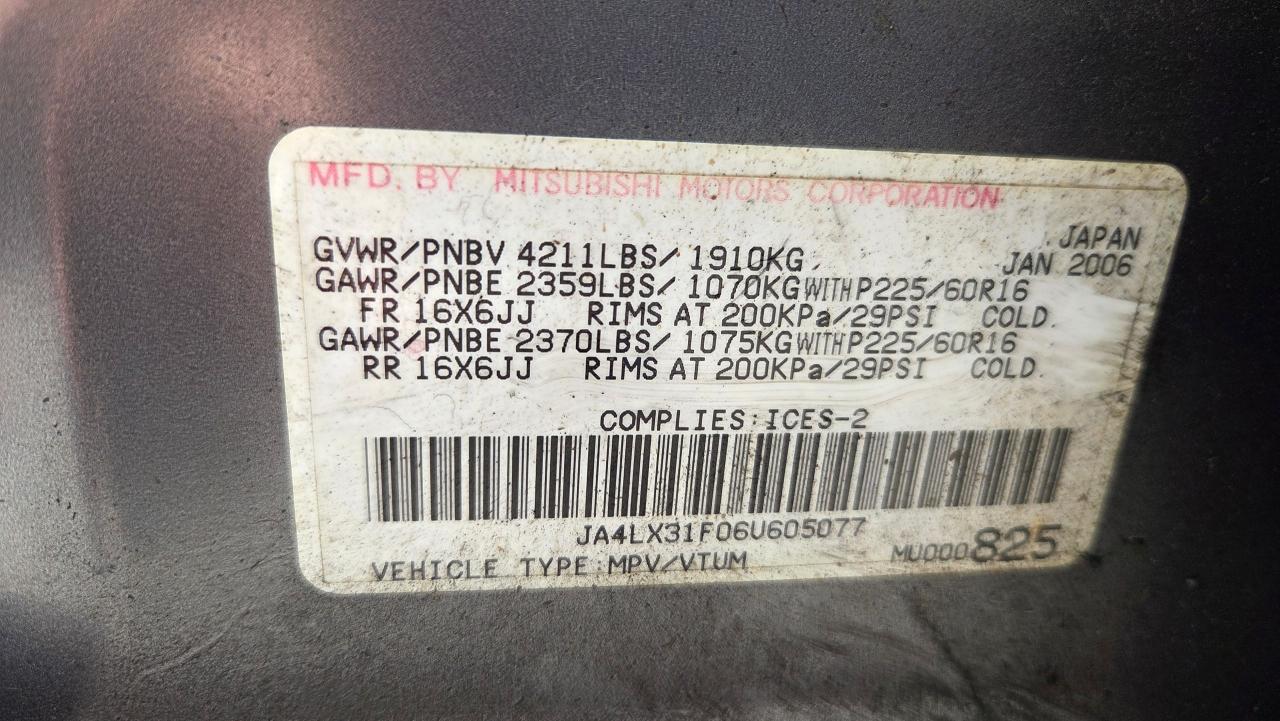 MFD. BY MITSUBISHI MOTORS CORPORATION
JAPAN
GVWR/PNBV 4211LBS/ 1910KG JAN 2006
GAWR/PNBE 2359LBS/ 1070KG WITH P225/60R16
FR 16X6JJ RIMS AT 200KPa/29PSI COLD.
GAWR/PNBE 2370LBS/ 1075KG WITH P225/60R16
RR 16X6JJ RIMS AT 200KPa/29PSI COLD.
COMPLIES:ICES-2
JA4LX31F06U605077
VEHICLE TYPE:MPV/VTUM MU000825